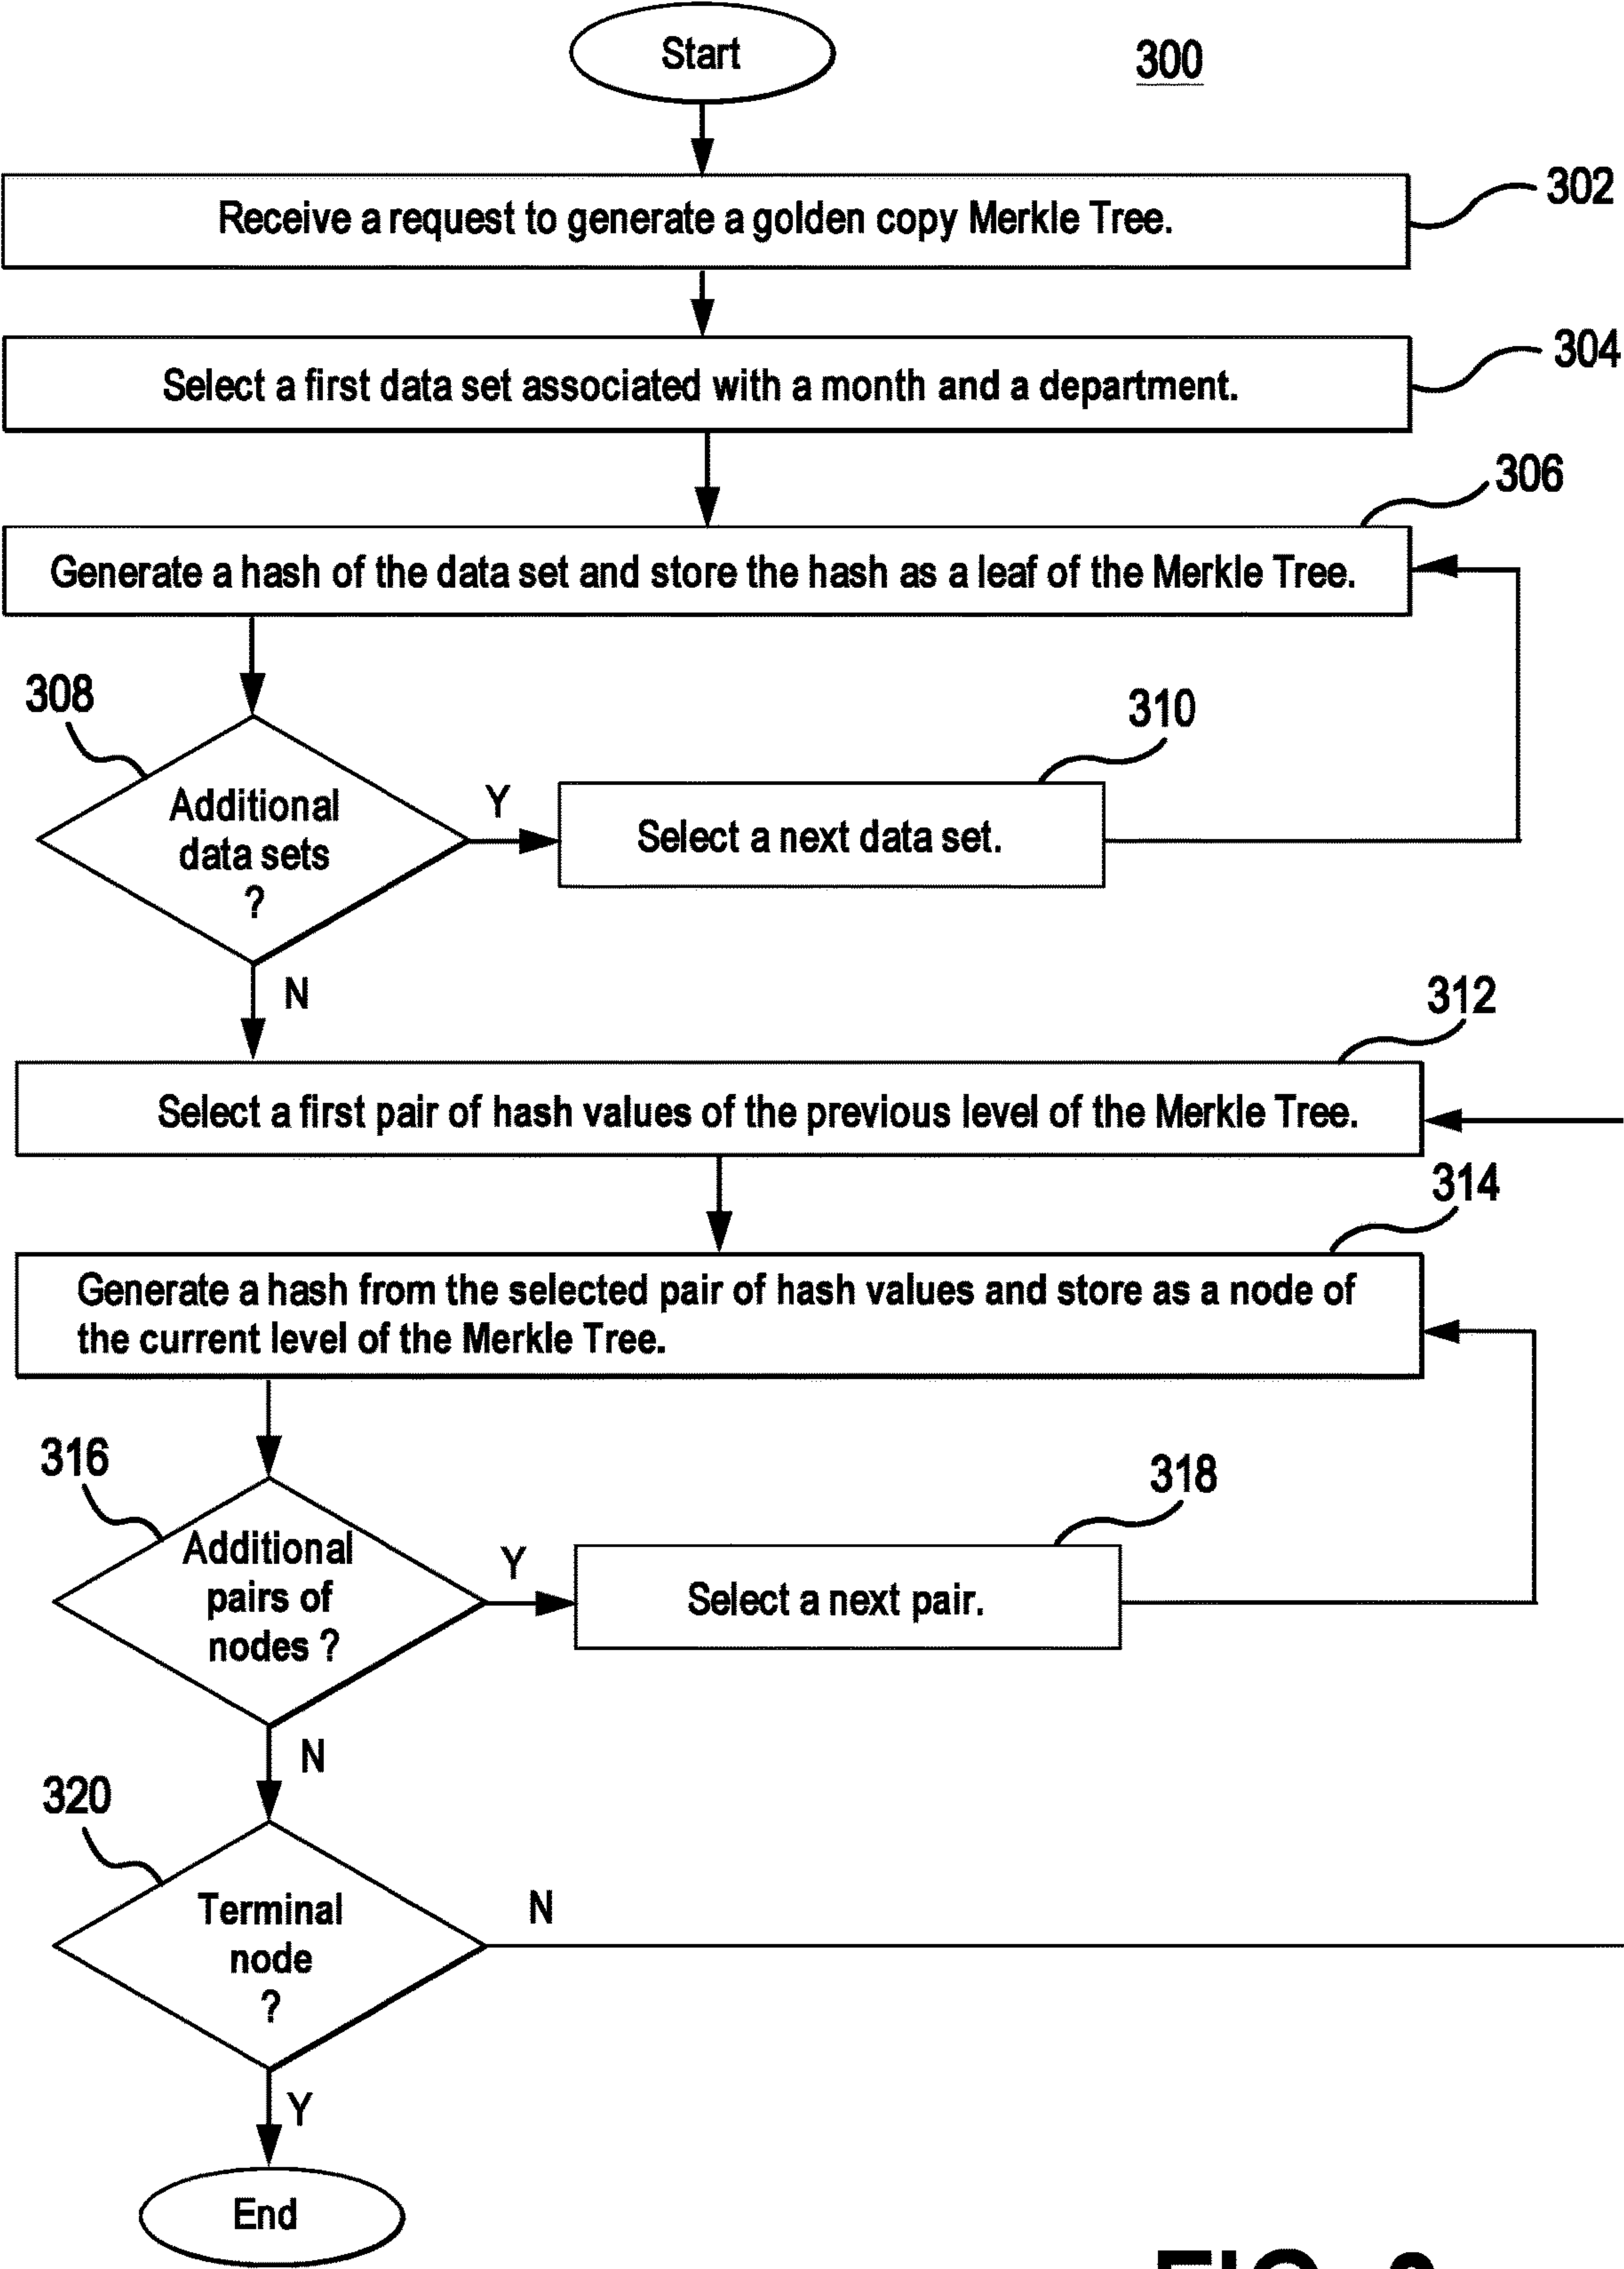 Start
300
302
Receive a request to generate a golden copy Merkle Tree.
304
Select a first data set associated with a month and a department.
306
Generate a hash of the data set and store the hash as a leaf of the Merkle Tree.
308
310
Additional
data sets
?
Y
Select a next data set.
N
312
Select a first pair of hash values of the previous level of the Merkle Tree.
314
Generate a hash from the selected pair of hash values and store as a node of
the current level of the Merkle Tree.
316
318
Additional
pairs of
nodes ?
Y
Select a next pair.
N
320
Terminal
node
?
N
Y
End